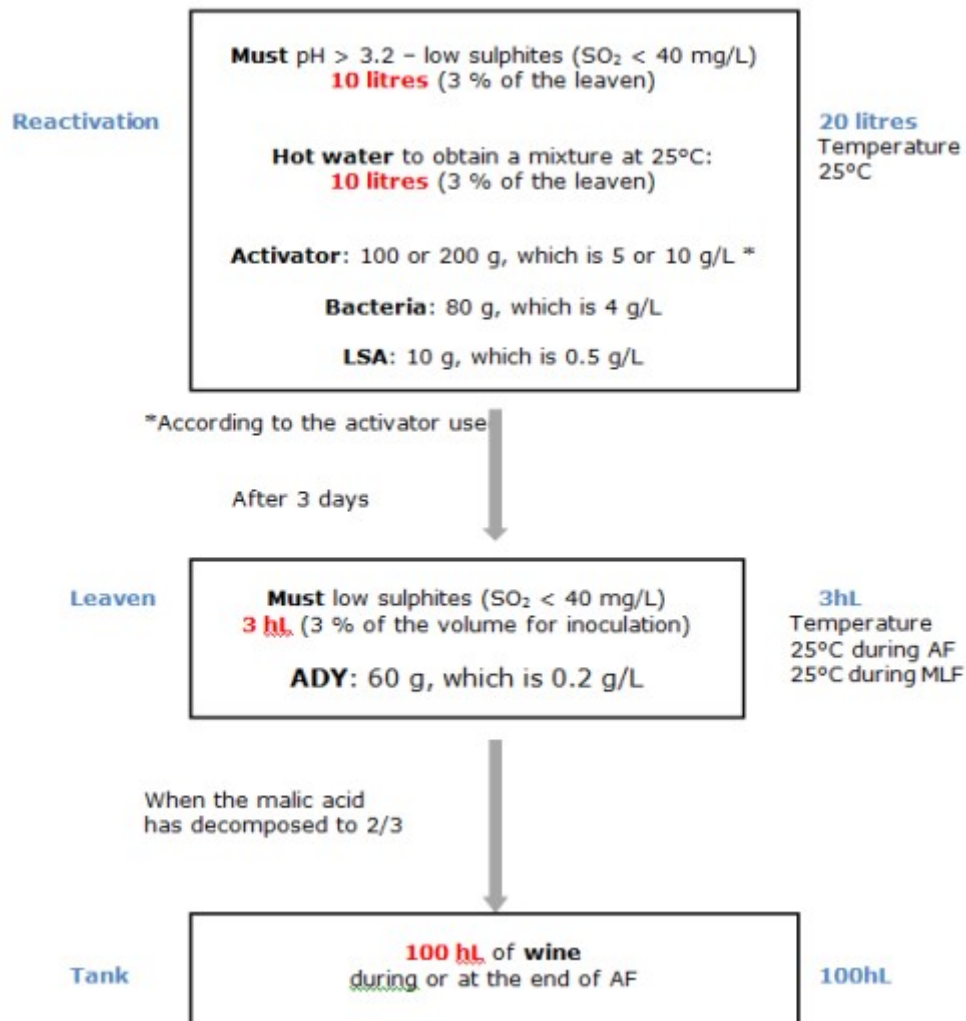 Must pH > 3.2 – low sulphites (SO₂ < 40 mg/L)
10 litres (3 % of the leaven)
Reactivation
20 litres
Temperature
25ºC
Hot water to obtain a mixture at 25ºC:
10 litres (3 % of the leaven)
Activator: 100 or 200 g, which is 5 or 10 g/L *
Bacteria: 80 g, which is 4 g/L
LSA: 10 g, which is 0.5 g/L
*According to the activator use
After 3 days
Leaven
Must low sulphites (SO₂ < 40 mg/L)
3 hL (3 % of the volume for inoculation)
ADY: 60 g, which is 0.2 g/L
3hL
Temperature
25ºC during AF
25ºC during MLF
When the malic acid
has decomposed to 2/3
Tank
100 hL of wine
during or at the end of AF
100hL